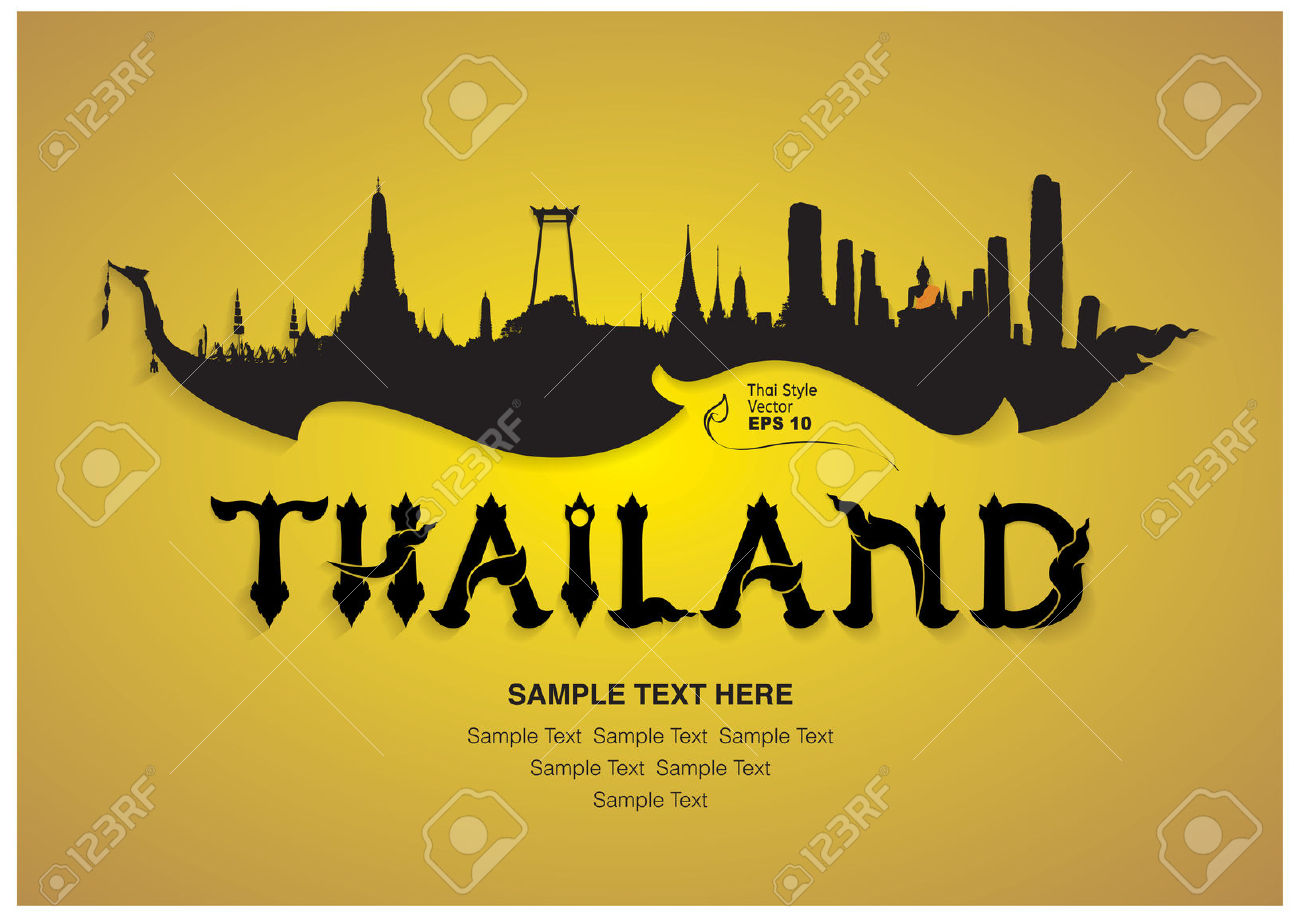 Thai Style
Vector
EPS 10
THAILAND
SAMPLE TEXT HERE
Sample Text Sample Text Sample Text
Sample Text Sample Text
Sample Text
123RF
123RF
123RF
123RF
123RF
123RF
123RF